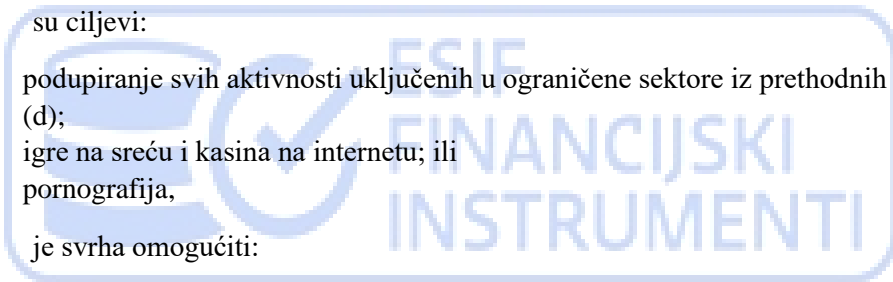 su ciljevi:
podupiranje svih aktivnosti uključenih u ograničene sektore iz prethodnih
(d);
igre na sreću i kasina na internetu; ili
pornografija,
je svrha omogućiti:
ESIF
FINANCIJSKI
INSTRUMENTI